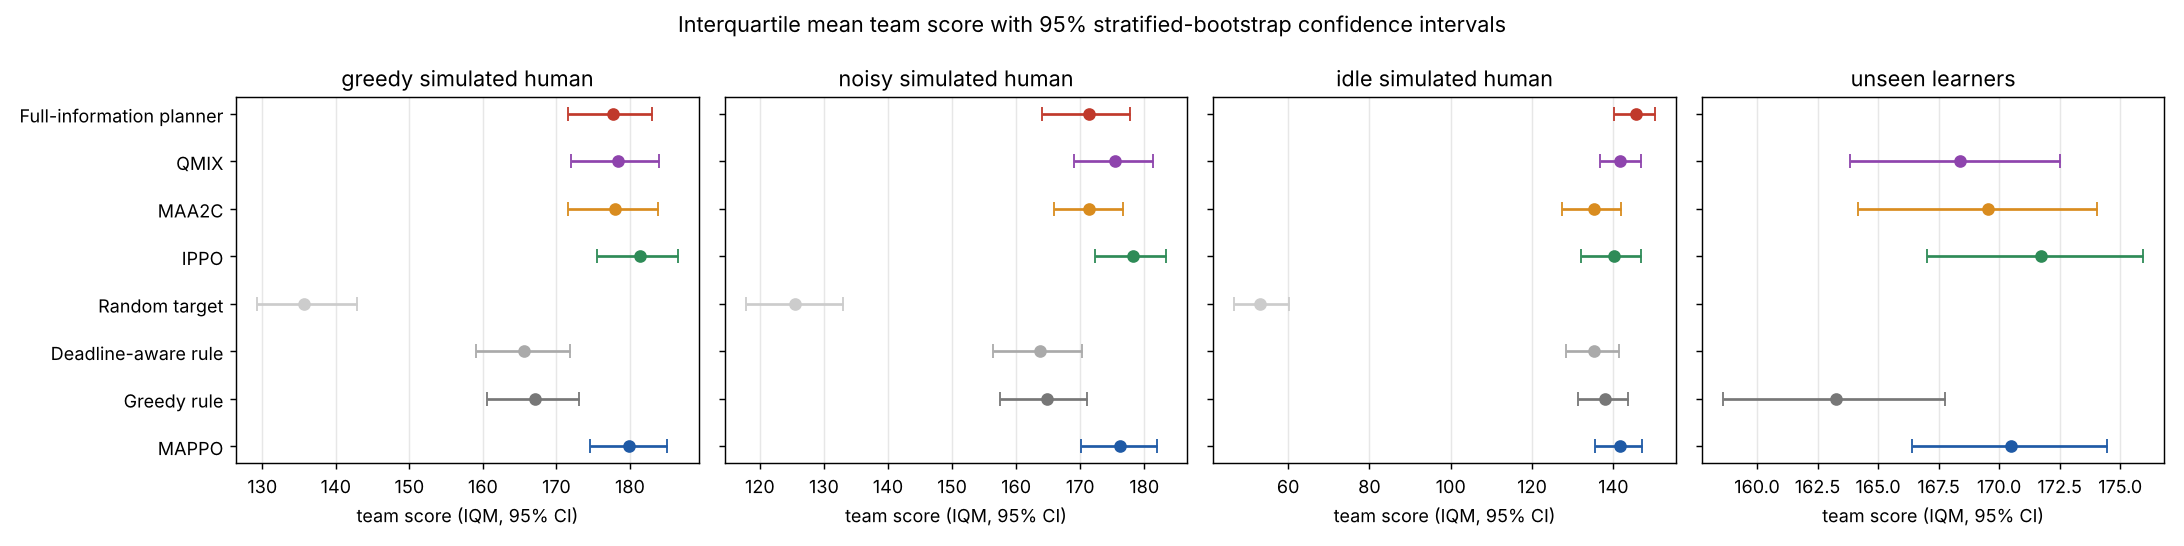 Interquartile mean team score with 95% stratified-bootstrap confidence intervals
greedy simulated human
noisy simulated human
idle simulated human
unseen learners
Full-information planner
QMIX
MAA2C
IPPO
Random target
Deadline-aware rule
Greedy rule
MAPPO
130 140 150 160 170 180
120 130 140 150 160 170 180
60 80 100 120 140
160.0 162.5 165.0 167.5 170.0 172.5 175.0
team score (IQM, 95% CI)
team score (IQM, 95% CI)
team score (IQM, 95% CI)
team score (IQM, 95% CI)